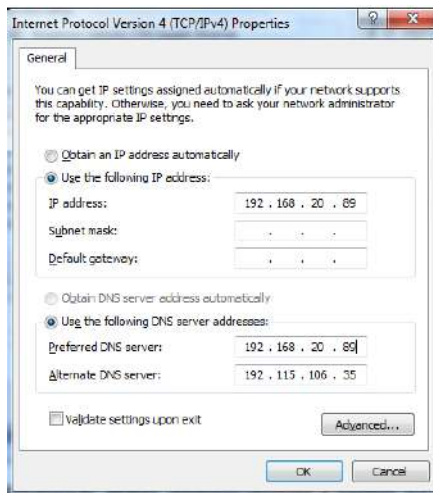 Internet Protocol Version 4 (TCP/IPv4) Properties
General
You can get IP settings assigned automatically if your network supports
this capability. Otherwise, you need to ask your network administrator
for the appropriate IP settings.
Obtain an IP address automatically
Use the following IP address:
IP address: 192 . 168 . 20 . 89
Subnet mask: . . .
Default gateway: . . .
Obtain DNS server address automatically
Use the following DNS server addresses:
Preferred DNS server: 192 . 168 . 20 . 89
Alternate DNS server: 192 . 115 . 106 . 35
Validate settings upon exit
Advanced...
OK Cancel